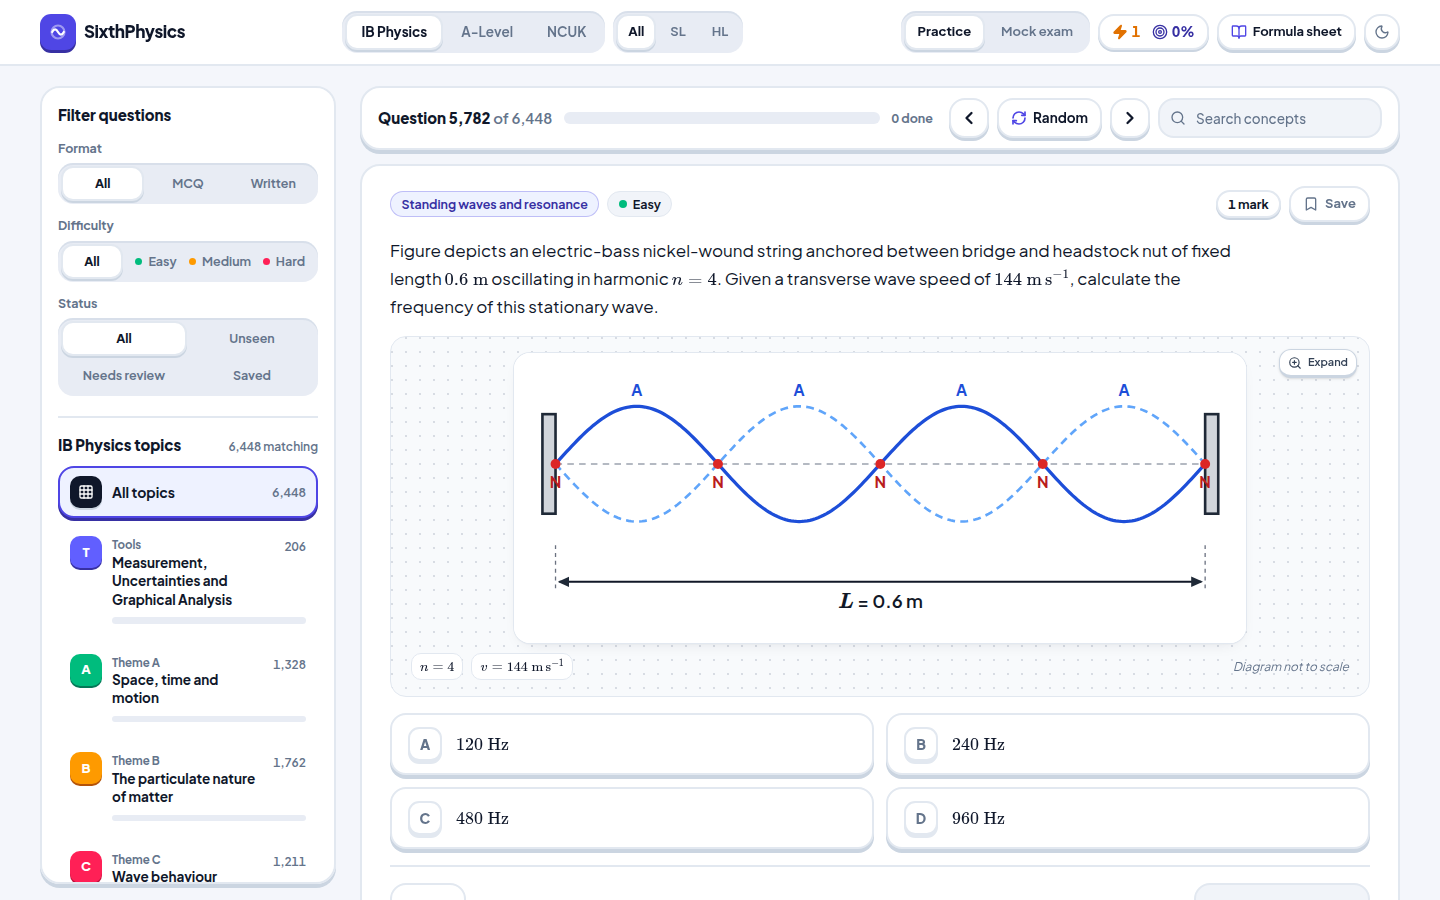 SixthPhysics
IB Physics A-Level NCUK
All SL HL
Practice Mock exam
1 0%
Formula sheet
Filter questions
Format
All MCQ Written
Difficulty
All Easy Medium Hard
Status
All Unseen
Needs review Saved
IB Physics topics 6,448 matching
All topics 6,448
T Tools 206
Measurement,
Uncertainties and
Graphical Analysis
A Theme A 1,328
Space, time and
motion
B Theme B 1,762
The particulate nature
of matter
C Theme C 1,211
Wave behaviour
Question 5,782 of 6,448 0 done
Random
Search concepts
Standing waves and resonance Easy
1 mark Save
Figure depicts an electric-bass nickel-wound string anchored between bridge and headstock nut of fixed
length 0.6 m oscillating in harmonic n = 4. Given a transverse wave speed of 144 m s⁻¹, calculate the
frequency of this stationary wave.
Expand
A A A A
N N N N N
L = 0.6 m
n = 4 v = 144 m s⁻¹
Diagram not to scale
A 120 Hz
B 240 Hz
C 480 Hz
D 960 Hz